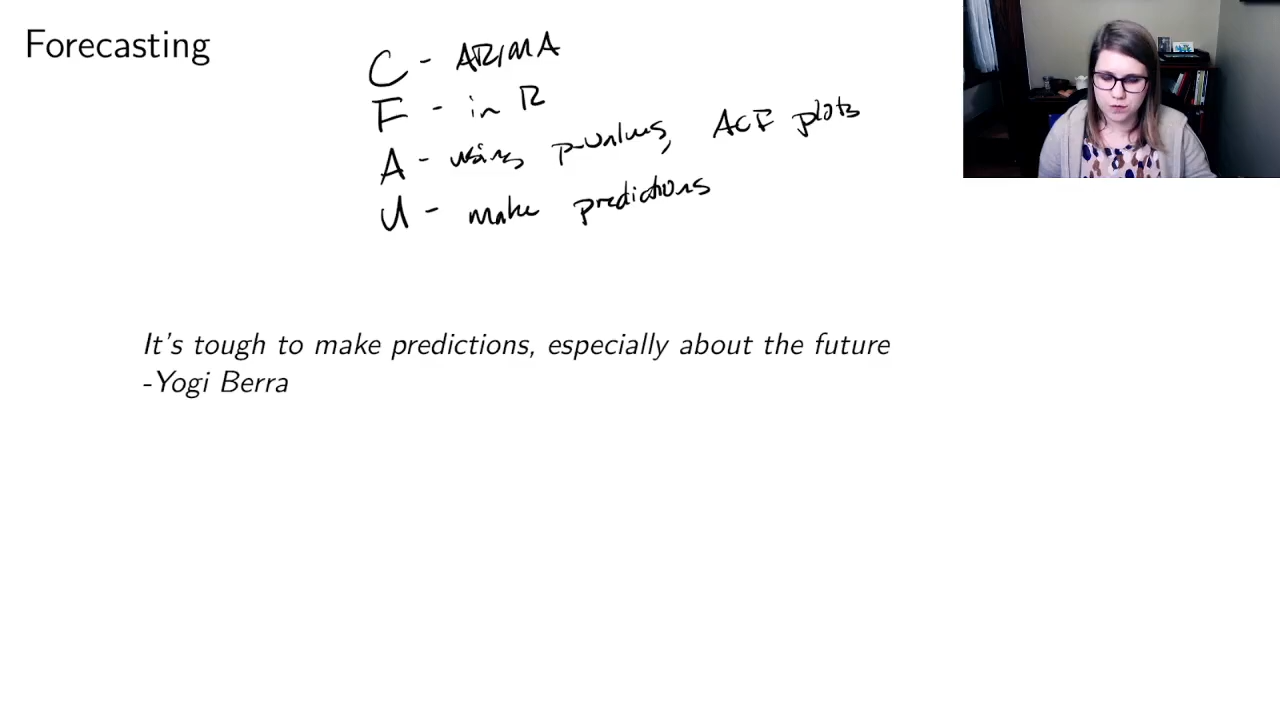 Forecasting
C - ARIMA
F - in R
A - using p-values, ACF plots
U - make predictions
It's tough to make predictions, especially about the future
-Yogi Berra